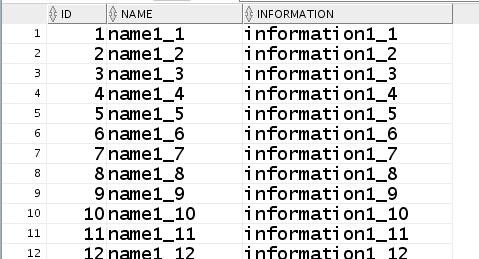 ID NAME INFORMATION
1 1 name1_1 information1_1
2 2 name1_2 information1_2
3 3 name1_3 information1_3
4 4 name1_4 information1_4
5 5 name1_5 information1_5
6 6 name1_6 information1_6
7 7 name1_7 information1_7
8 8 name1_8 information1_8
9 9 name1_9 information1_9
10 10 name1_10 information1_10
11 11 name1_11 information1_11
12 12 name1_12 information1_12